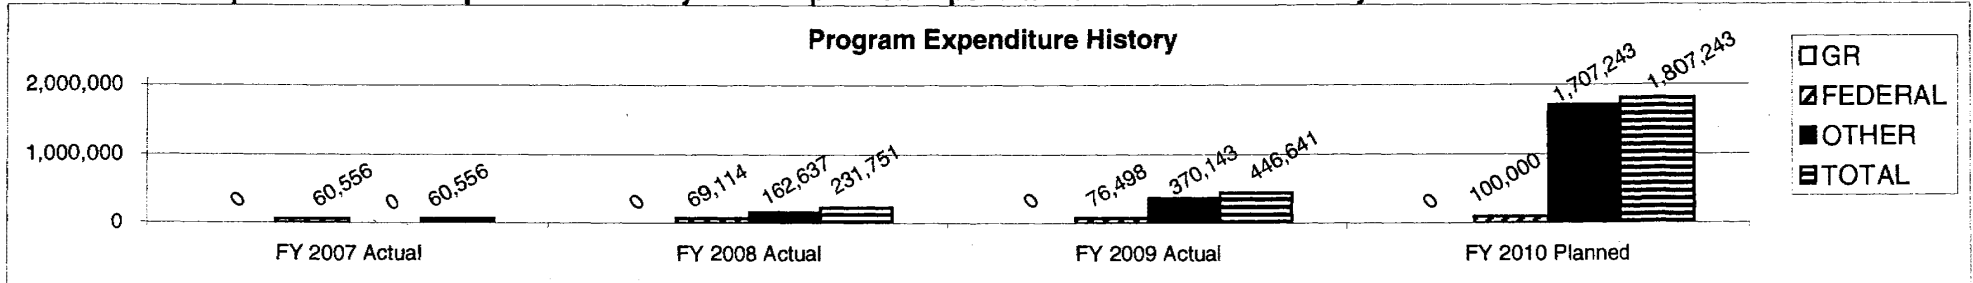 Program Expenditure History
GR
FEDERAL
OTHER
TOTAL
2,000,000
1,000,000
0
0 60,556 0 60,556
0 69,114 162,637 231,751
0 76,498 370,143 446,641
0 100,000 1,707,243 1,807,243
FY 2007 Actual FY 2008 Actual FY 2009 Actual FY 2010 Planned